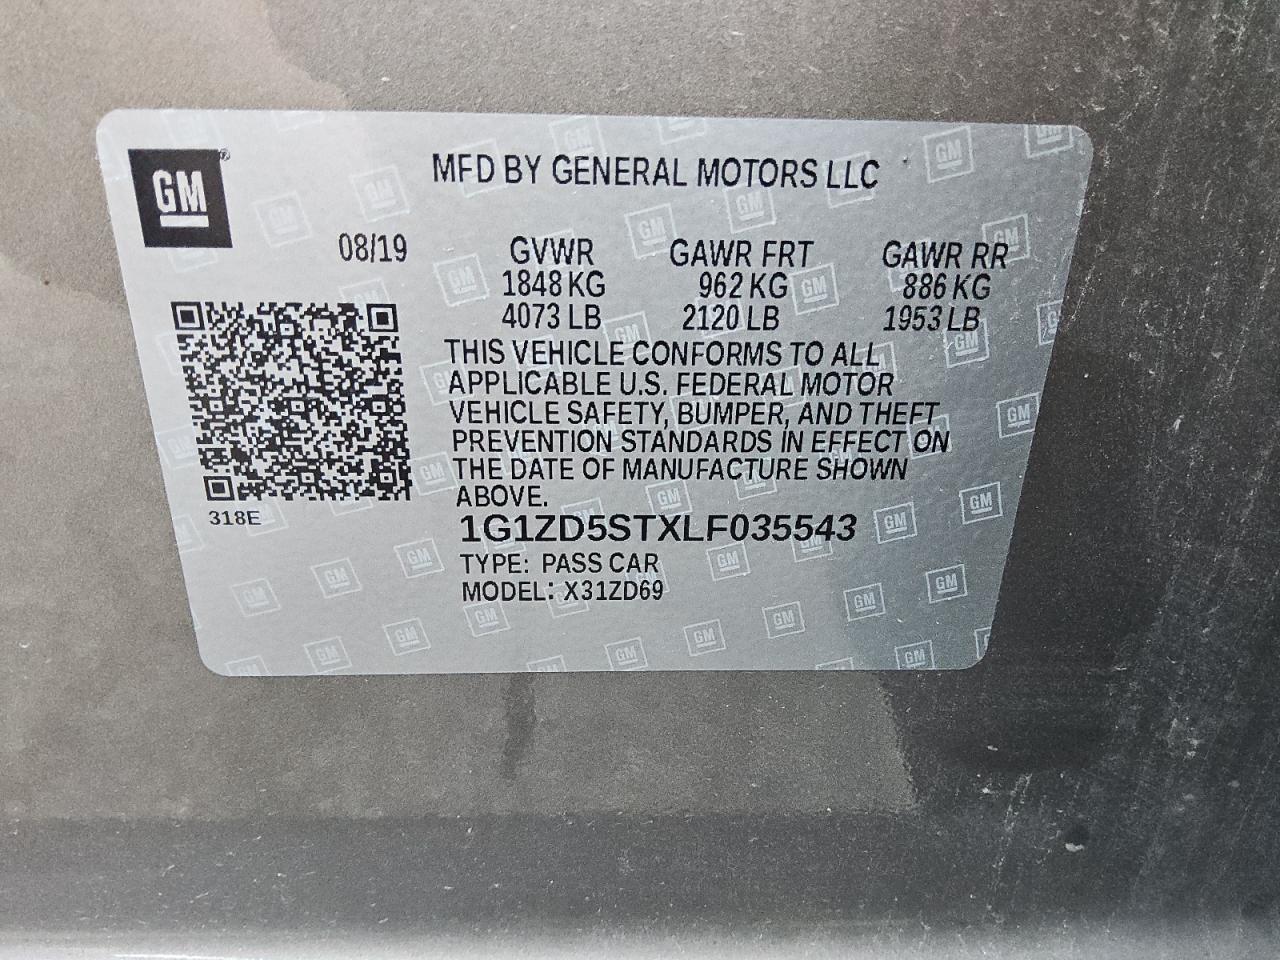 GM
MFD BY GENERAL MOTORS LLC
08/19
GVWR GAWR FRT GAWR RR
1848 KG 962 KG 886 KG
4073 LB 2120 LB 1953 LB
THIS VEHICLE CONFORMS TO ALL
APPLICABLE U.S. FEDERAL MOTOR
VEHICLE SAFETY, BUMPER, AND THEFT
PREVENTION STANDARDS IN EFFECT ON
THE DATE OF MANUFACTURE SHOWN
ABOVE.
318E
1G1ZD5STXLF035543
TYPE: PASS CAR
MODEL: X31ZD69